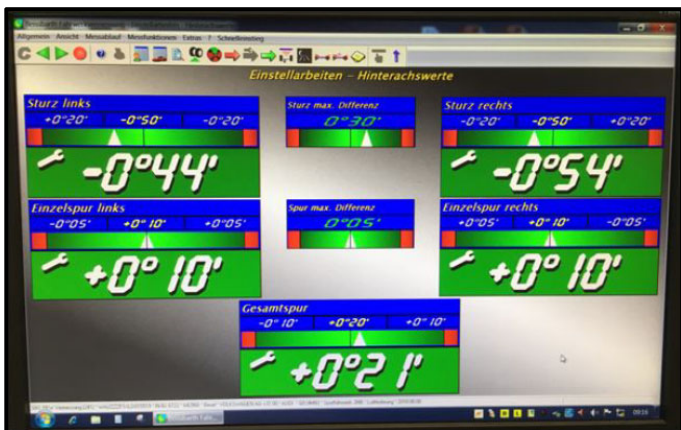 Allgemein Ansicht Messablauf Messfunktionen Extras ? Schnelleinstieg
Einstellarbeiten - Hinterachswerte
Sturz links
+0°20' -0°50' -0°20'
-0°44'
Sturz max. Differenz
0°30'
Sturz rechts
-0°20' -0°50' +0°20'
-0°54'
Einzelspur links
-0°05' +0°10' +0°05'
+0°10'
Spur max. Differenz
0°05'
Einzelspur rechts
+0°05' +0°10' -0°05'
+0°10'
Gesamtspur
-0°10' +0°20' +0°10'
+0°21'
09:16